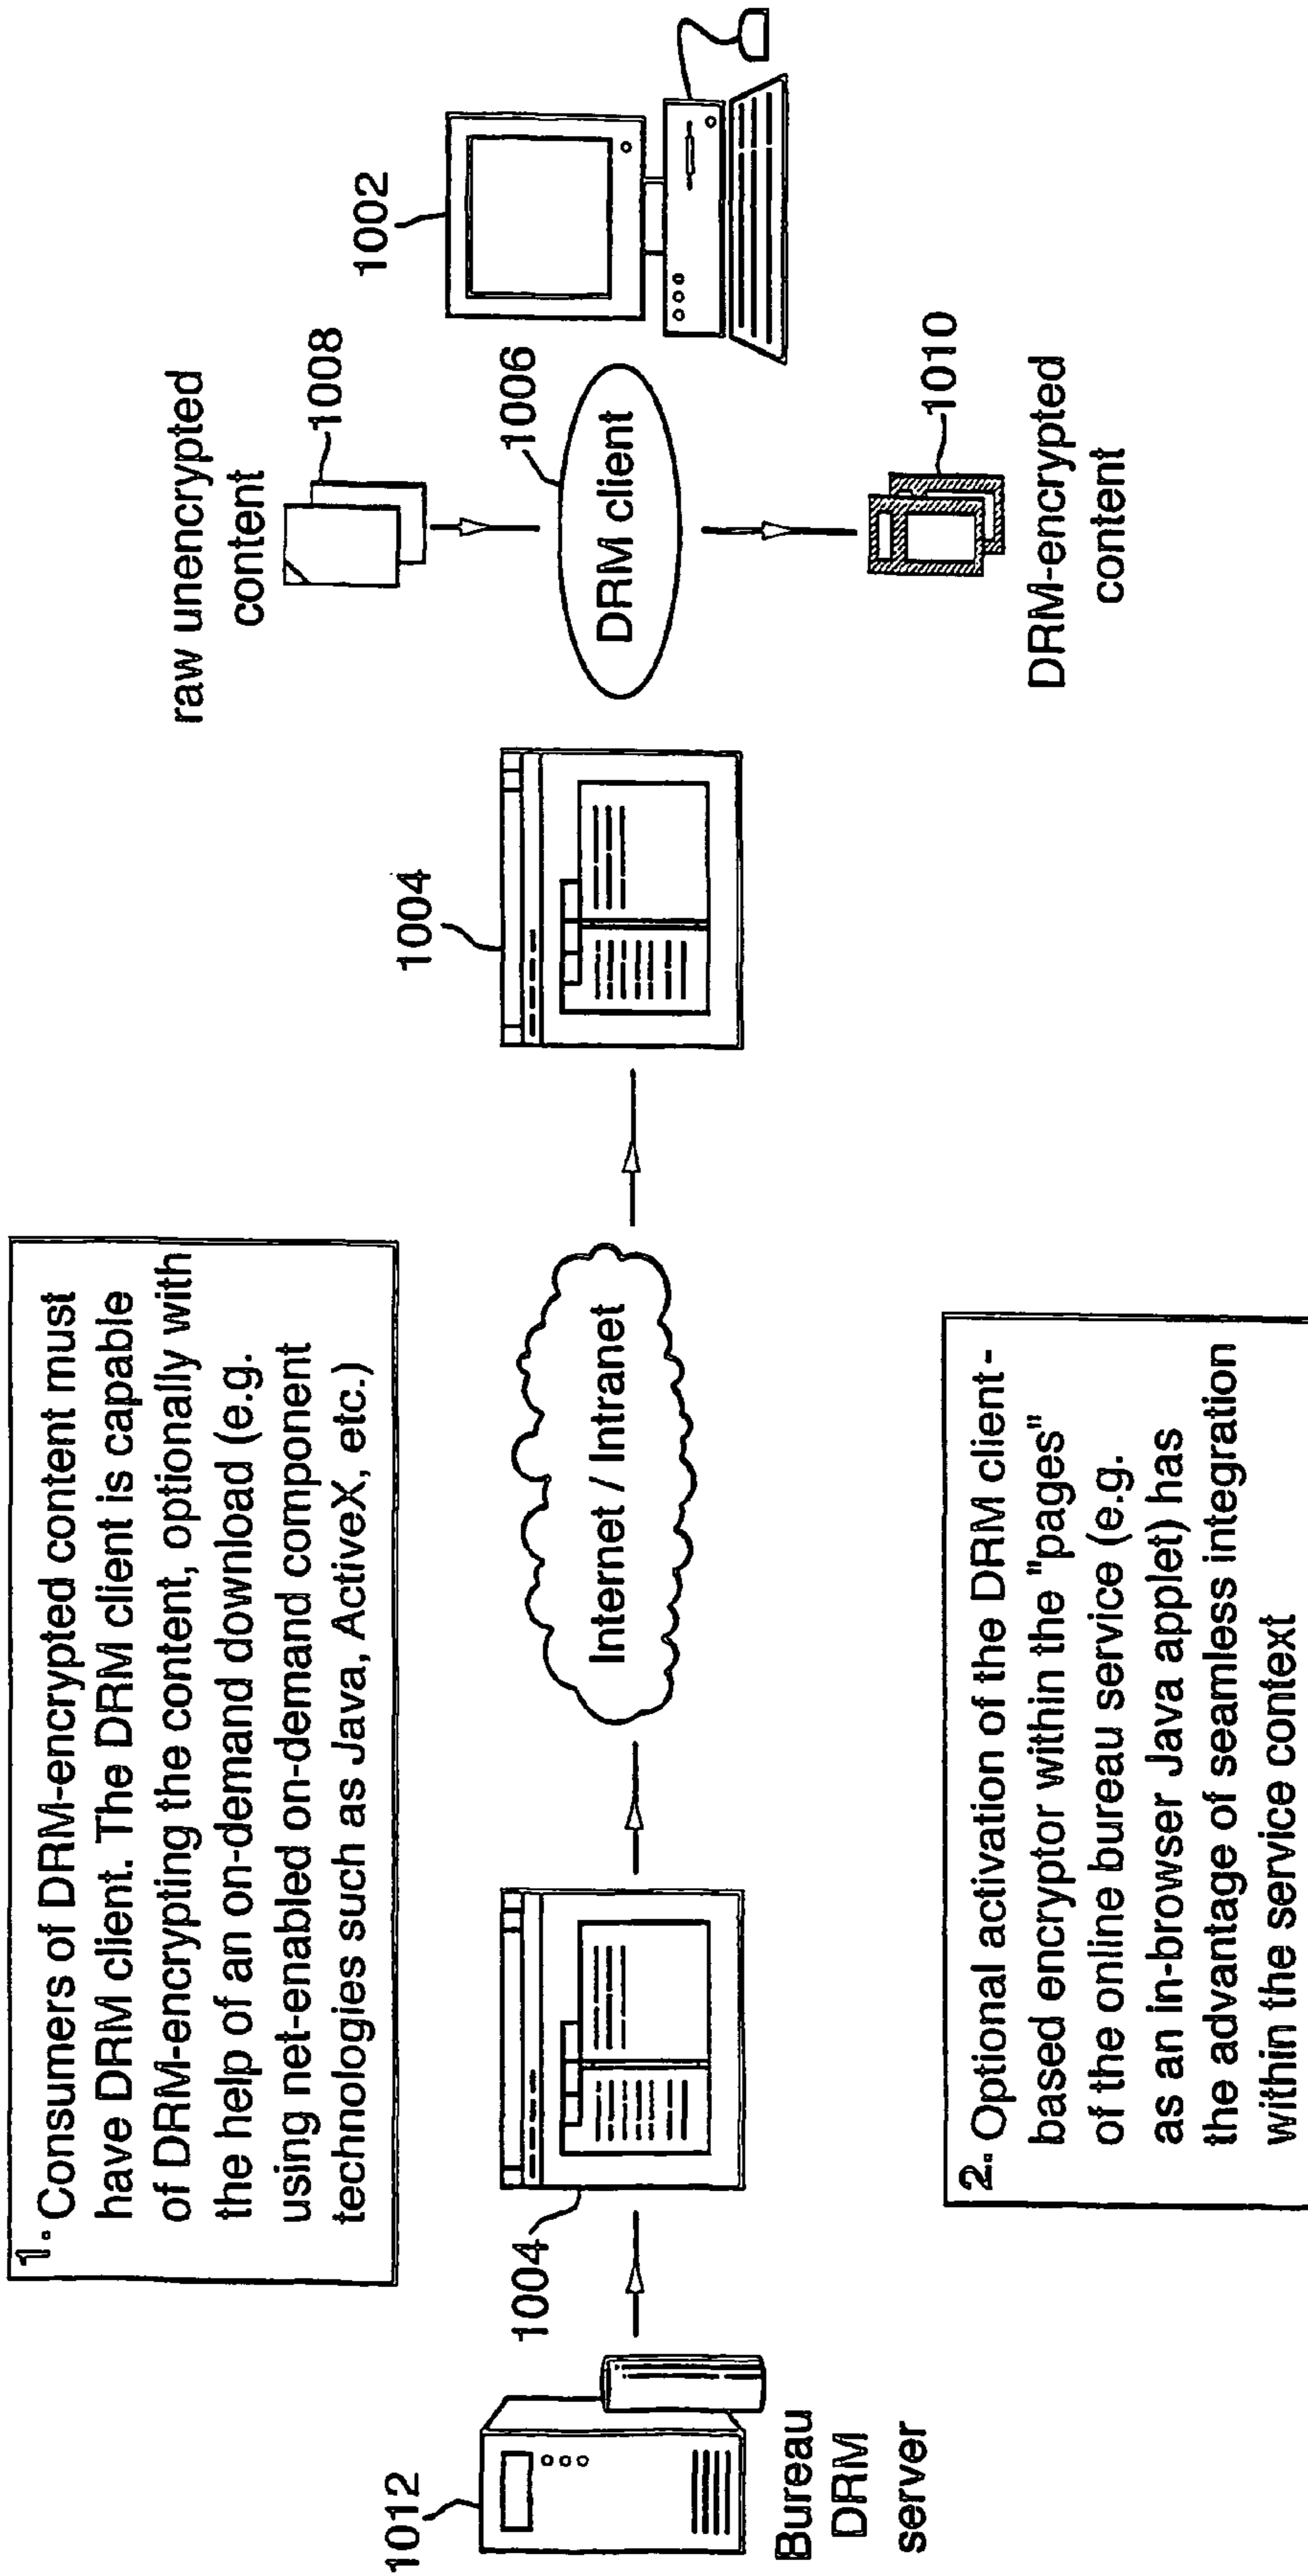 1. Consumers of DRM-encrypted content must
have DRM client. The DRM client is capable
of DRM-encrypting the content, optionally with
the help of an on-demand download (e.g.
using net-enabled on-demand component
technologies such as Java, ActiveX, etc.)
raw unencrypted
content
1008
1002
1012
1004
1004
1006
Internet / Intranet
DRM client
Bureau
DRM
server
1010
DRM-encrypted
content
2. Optional activation of the DRM client -
based encryptor within the "pages"
of the online bureau service (e.g.
as an in-browser Java applet) has
the advantage of seamless integration
within the service context